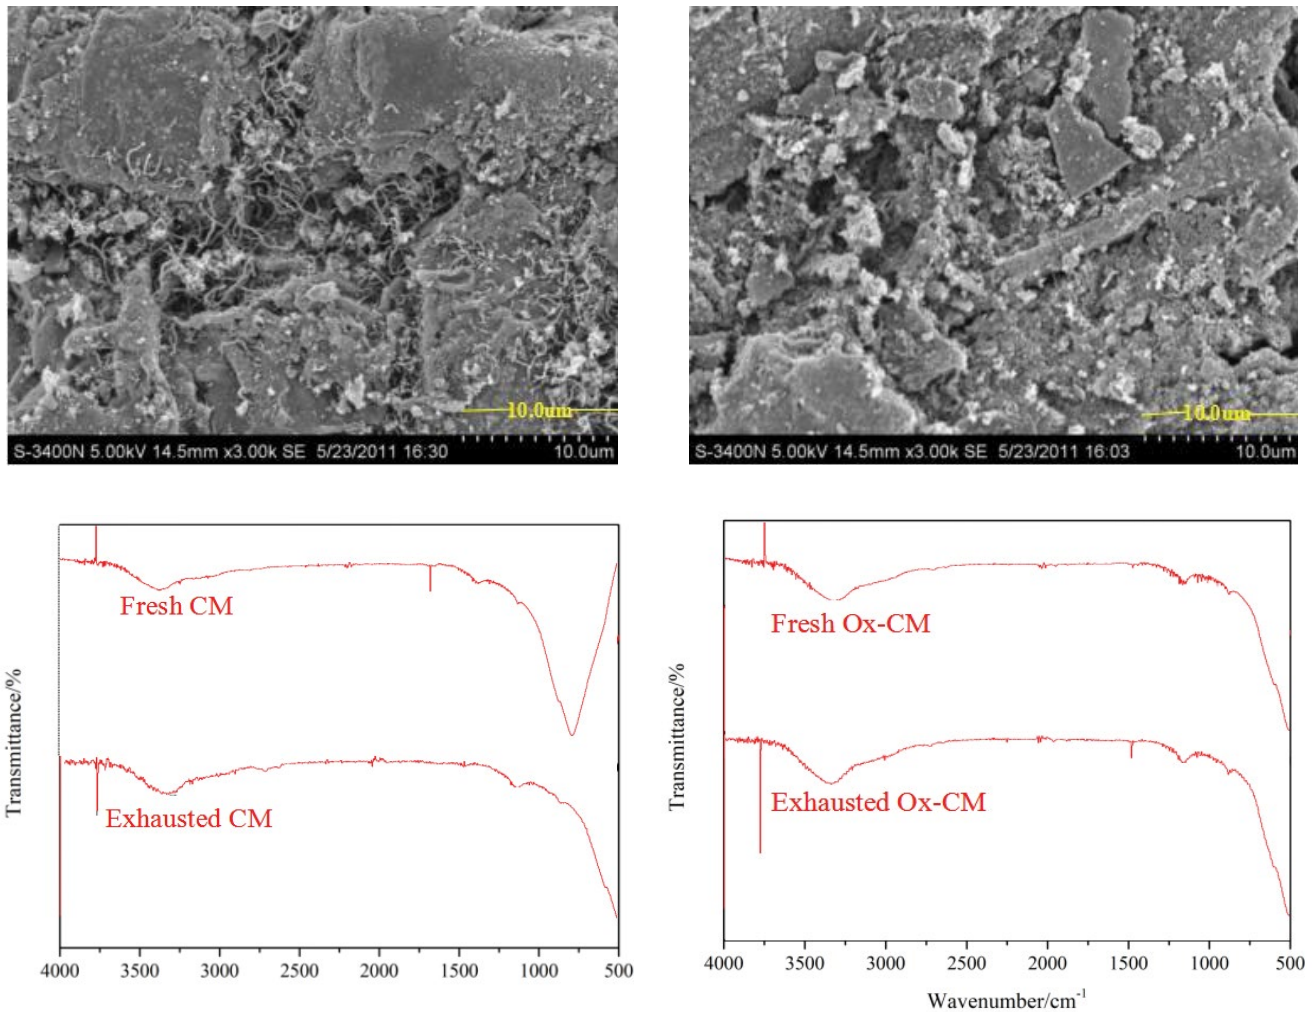 10.0um
10.0um
S-3400N 5.00kV 14.5mm x3.00k SE 5/23/2011 16:30
10.0um
S-3400N 5.00kV 14.5mm x3.00k SE 5/23/2011 16:03
10.0um
Fresh CM
Exhausted CM
Transmittance/%
4000 3500 3000 2500 2000 1500 1000 500
Fresh Ox-CM
Exhausted Ox-CM
Transmittance/%
4000 3500 3000 2500 2000 1500 1000 500
Wavenumber/cm⁻¹